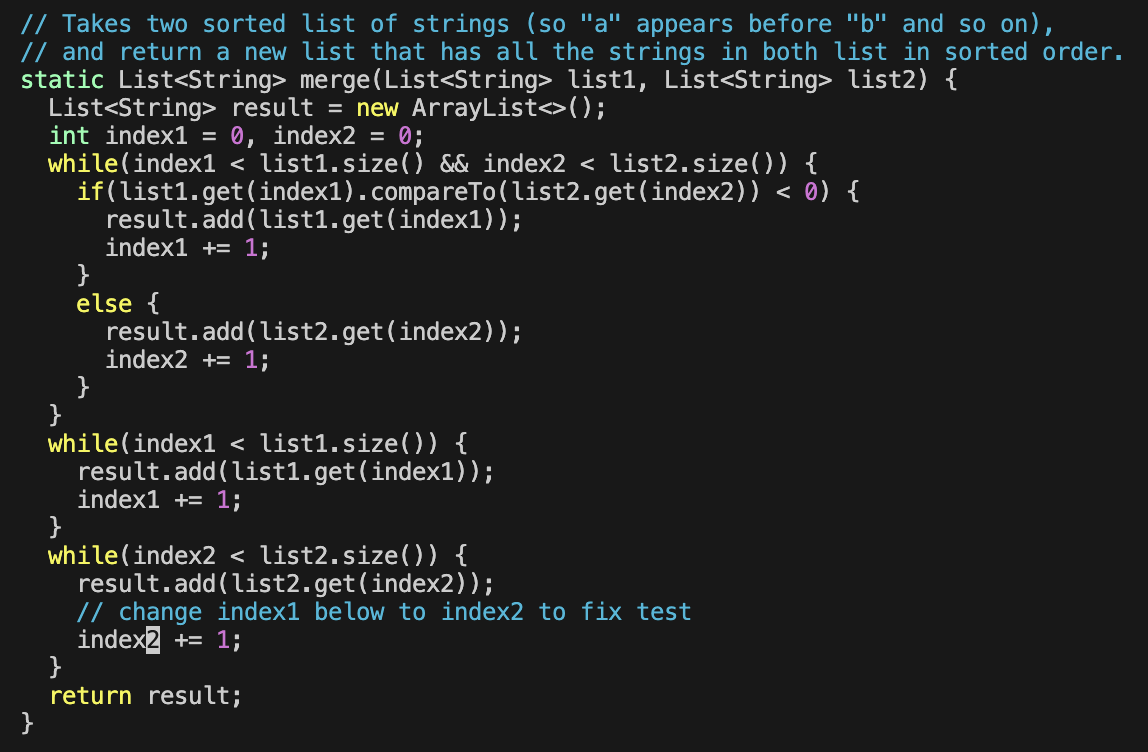 // Takes two sorted list of strings (so "a" appears before "b" and so on),
// and return a new list that has all the strings in both list in sorted order.
static List<String> merge(List<String> list1, List<String> list2) {
  List<String> result = new ArrayList<>();
  int index1 = 0, index2 = 0;
  while(index1 < list1.size() && index2 < list2.size()) {
    if(list1.get(index1).compareTo(list2.get(index2)) < 0) {
      result.add(list1.get(index1));
      index1 += 1;
    }
    else {
      result.add(list2.get(index2));
      index2 += 1;
    }
  }
  while(index1 < list1.size()) {
    result.add(list1.get(index1));
    index1 += 1;
  }
  while(index2 < list2.size()) {
    result.add(list2.get(index2));
    // change index1 below to index2 to fix test
    index2 += 1;
  }
  return result;
}